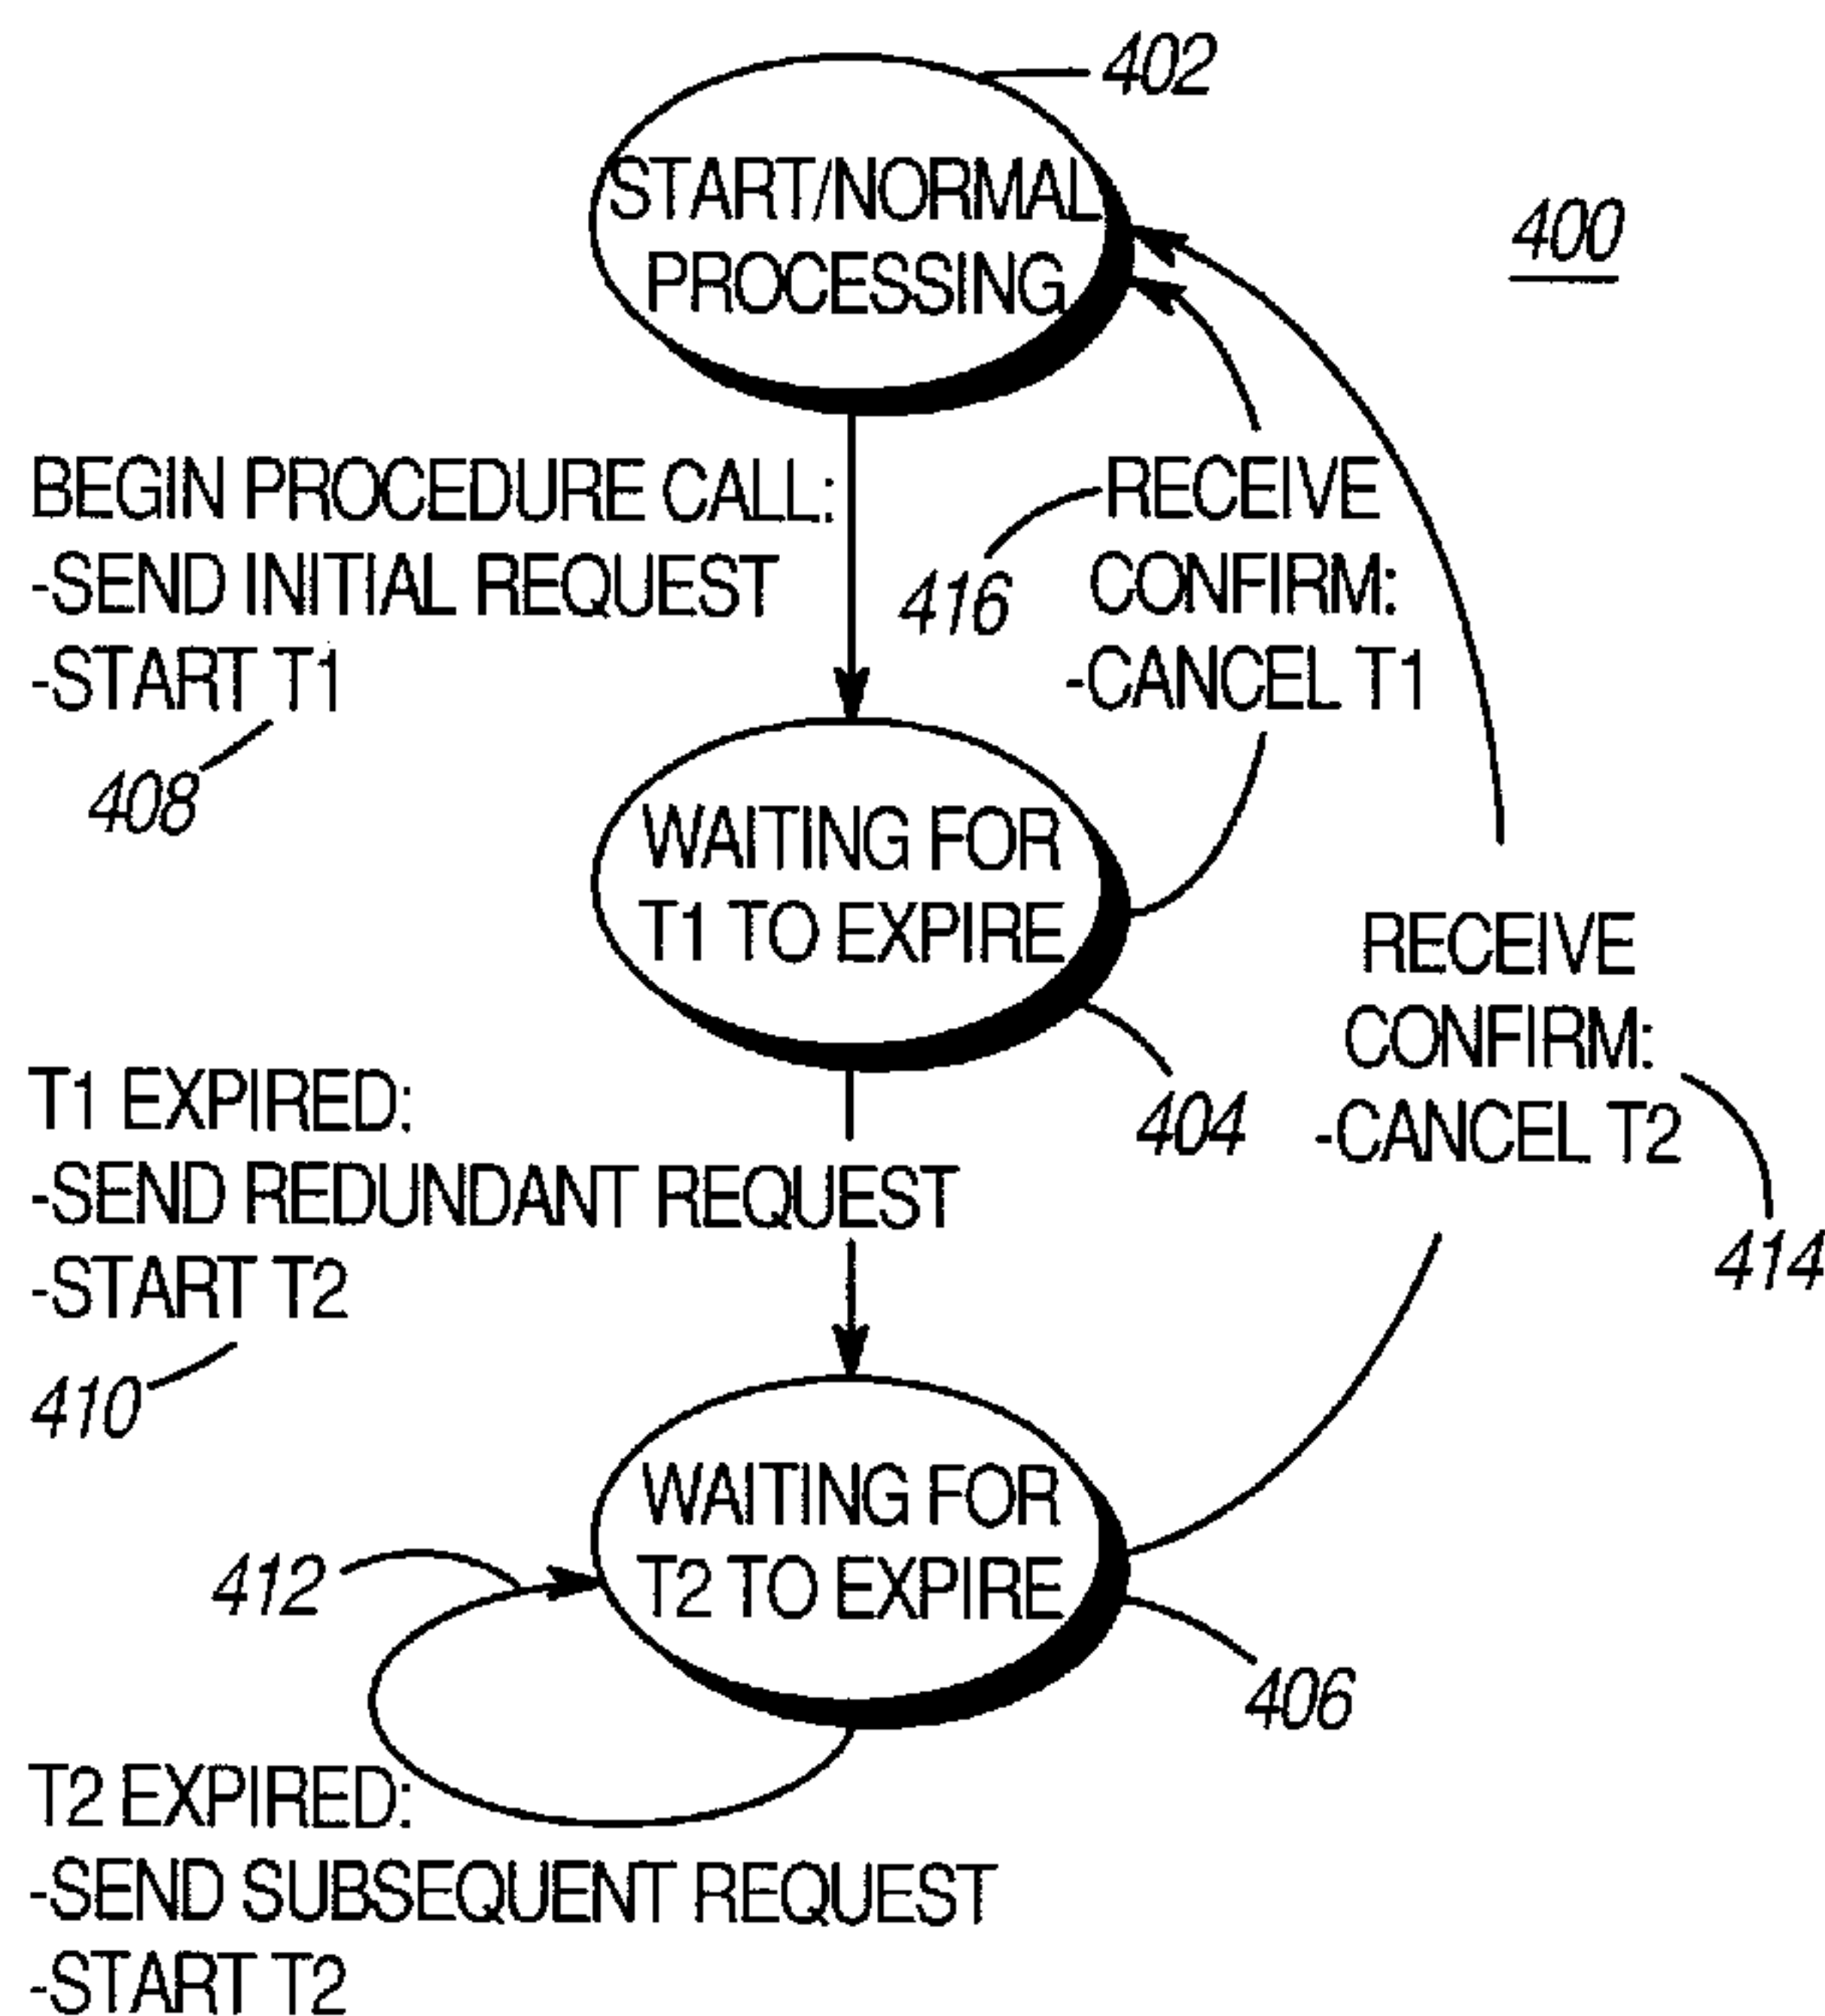 402
START/NORMAL
PROCESSING
400
BEGIN PROCEDURE CALL:
-SEND INITIAL REQUEST
-START T1
408
416
RECEIVE
CONFIRM:
-CANCEL T1
WAITING FOR
T1 TO EXPIRE
404
RECEIVE
CONFIRM:
-CANCEL T2
414
T1 EXPIRED:
-SEND REDUNDANT REQUEST
-START T2
410
WAITING FOR
T2 TO EXPIRE
412
406
T2 EXPIRED:
-SEND SUBSEQUENT REQUEST
-START T2